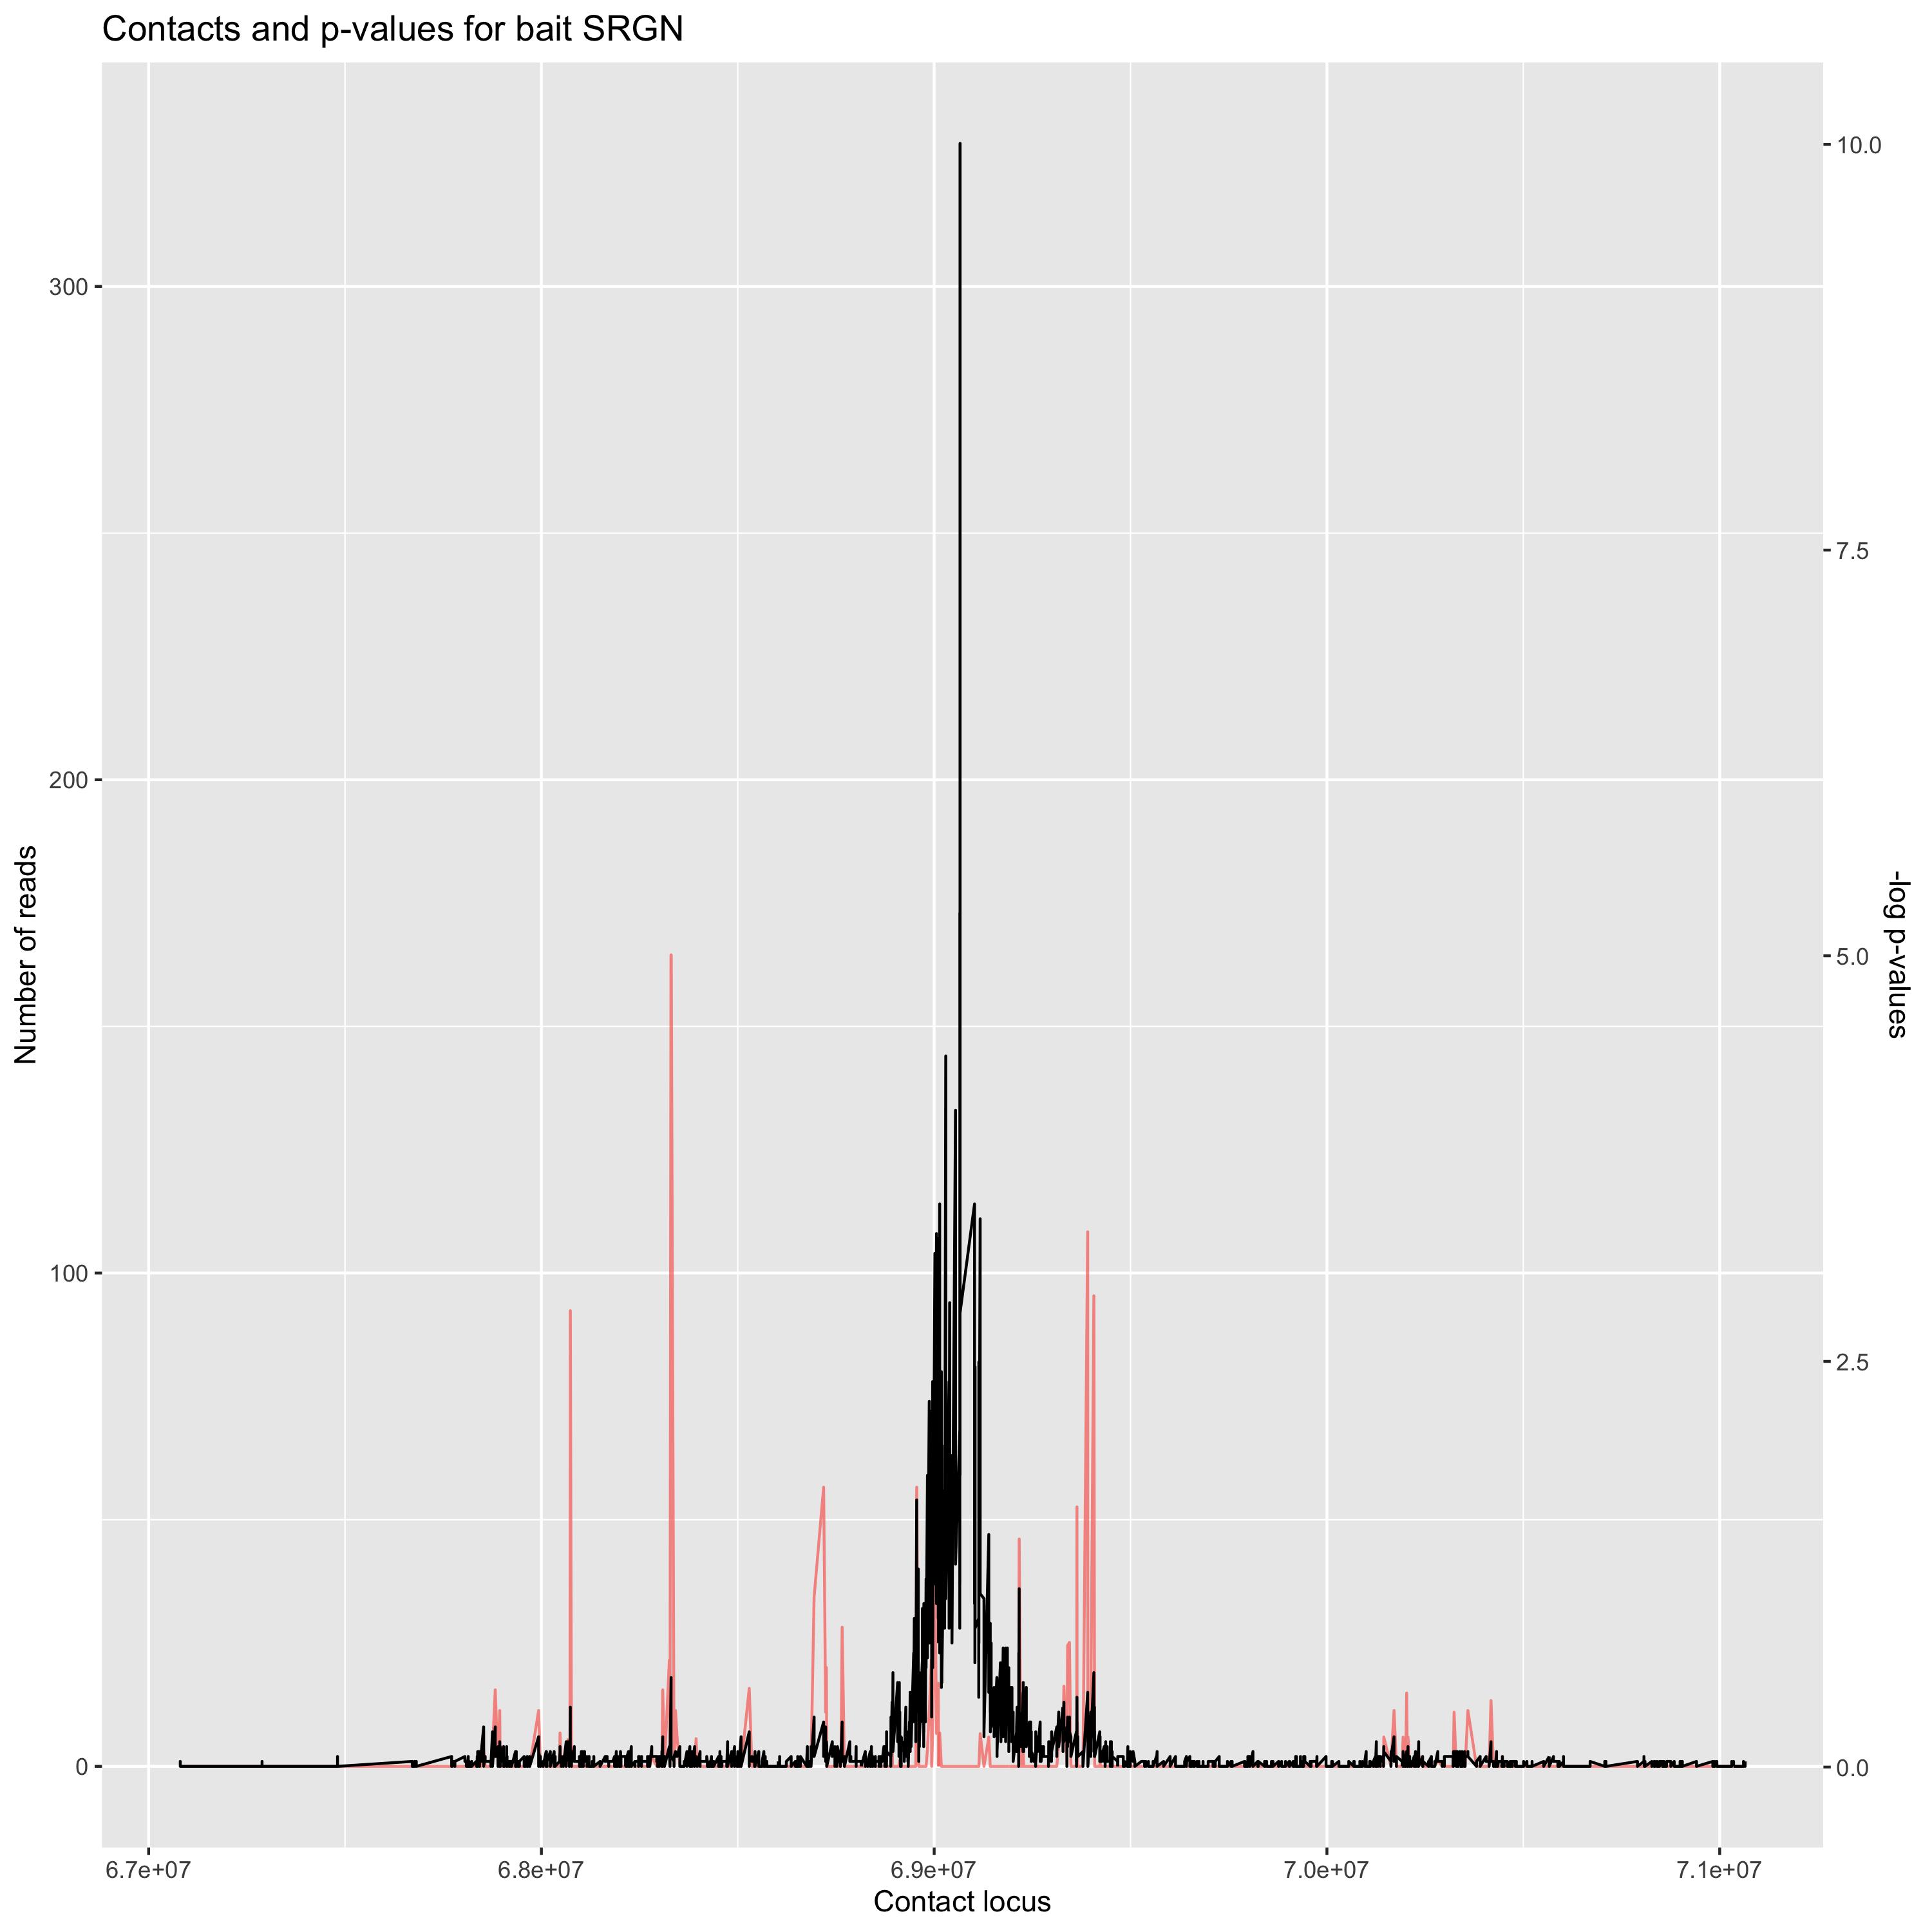 Contacts and p-values for bait SRGN
300
200
100
0
Number of reads
10.0
7.5
5.0
2.5
0.0
-log p-values
6.7e+07 6.8e+07 6.9e+07 7.0e+07 7.1e+07
Contact locus